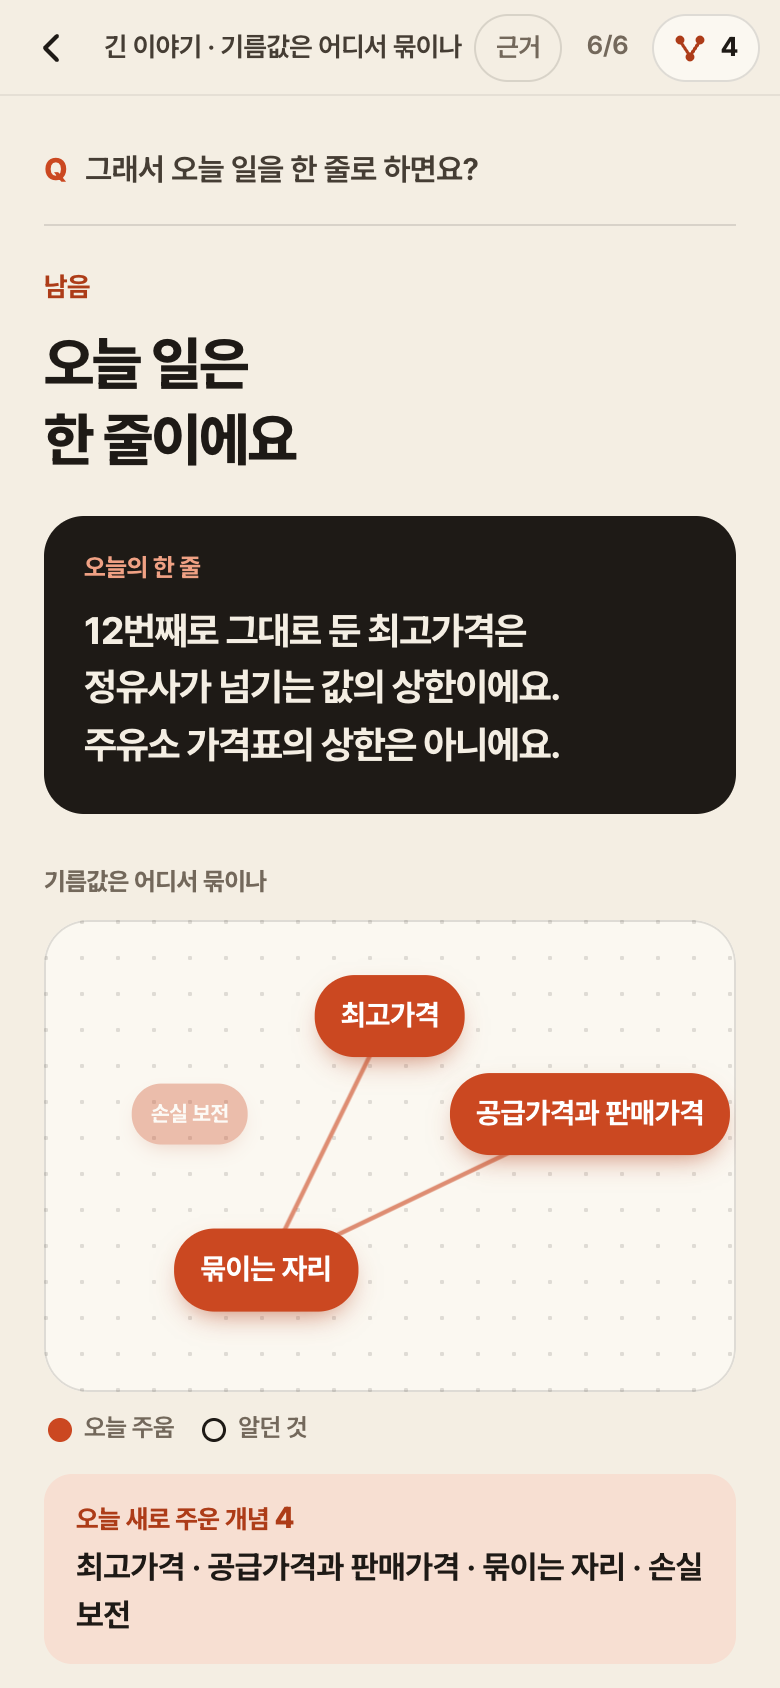 긴 이야기 · 기름값은 어디서 묶이나 근거 6/6 4
Q 그래서 오늘 일을 한 줄로 하면요?
남음
오늘 일은
한 줄이에요
오늘의 한 줄
12번째로 그대로 둔 최고가격은
정유사가 넘기는 값의 상한이에요.
주유소 가격표의 상한은 아니에요.
기름값은 어디서 묶이나
최고가격
손실 보전
공급가격과 판매가격
묶이는 자리
오늘 주움 알던 것
오늘 새로 주운 개념 4
최고가격 · 공급가격과 판매가격 · 묶이는 자리 · 손실
보전